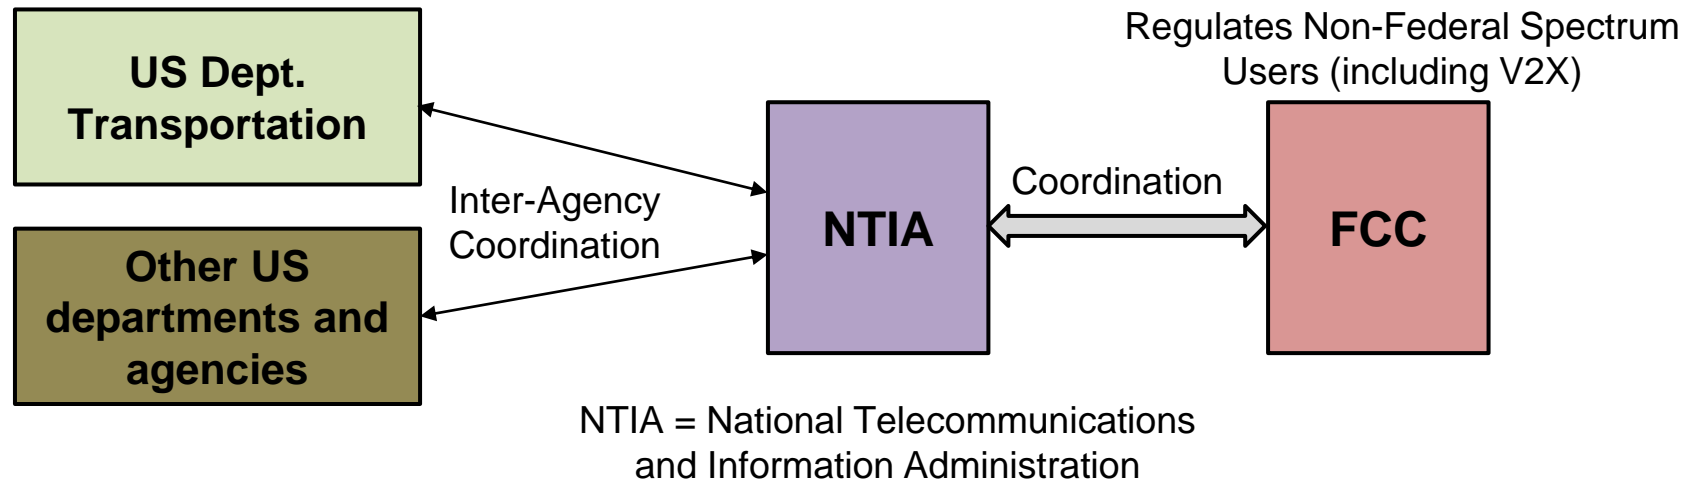 Regulates Non-Federal Spectrum
Users (including V2X)
US Dept.
Transportation
Inter-Agency
Coordination
NTIA
Coordination
FCC
Other US
departments and
agencies
NTIA = National Telecommunications
and Information Administration